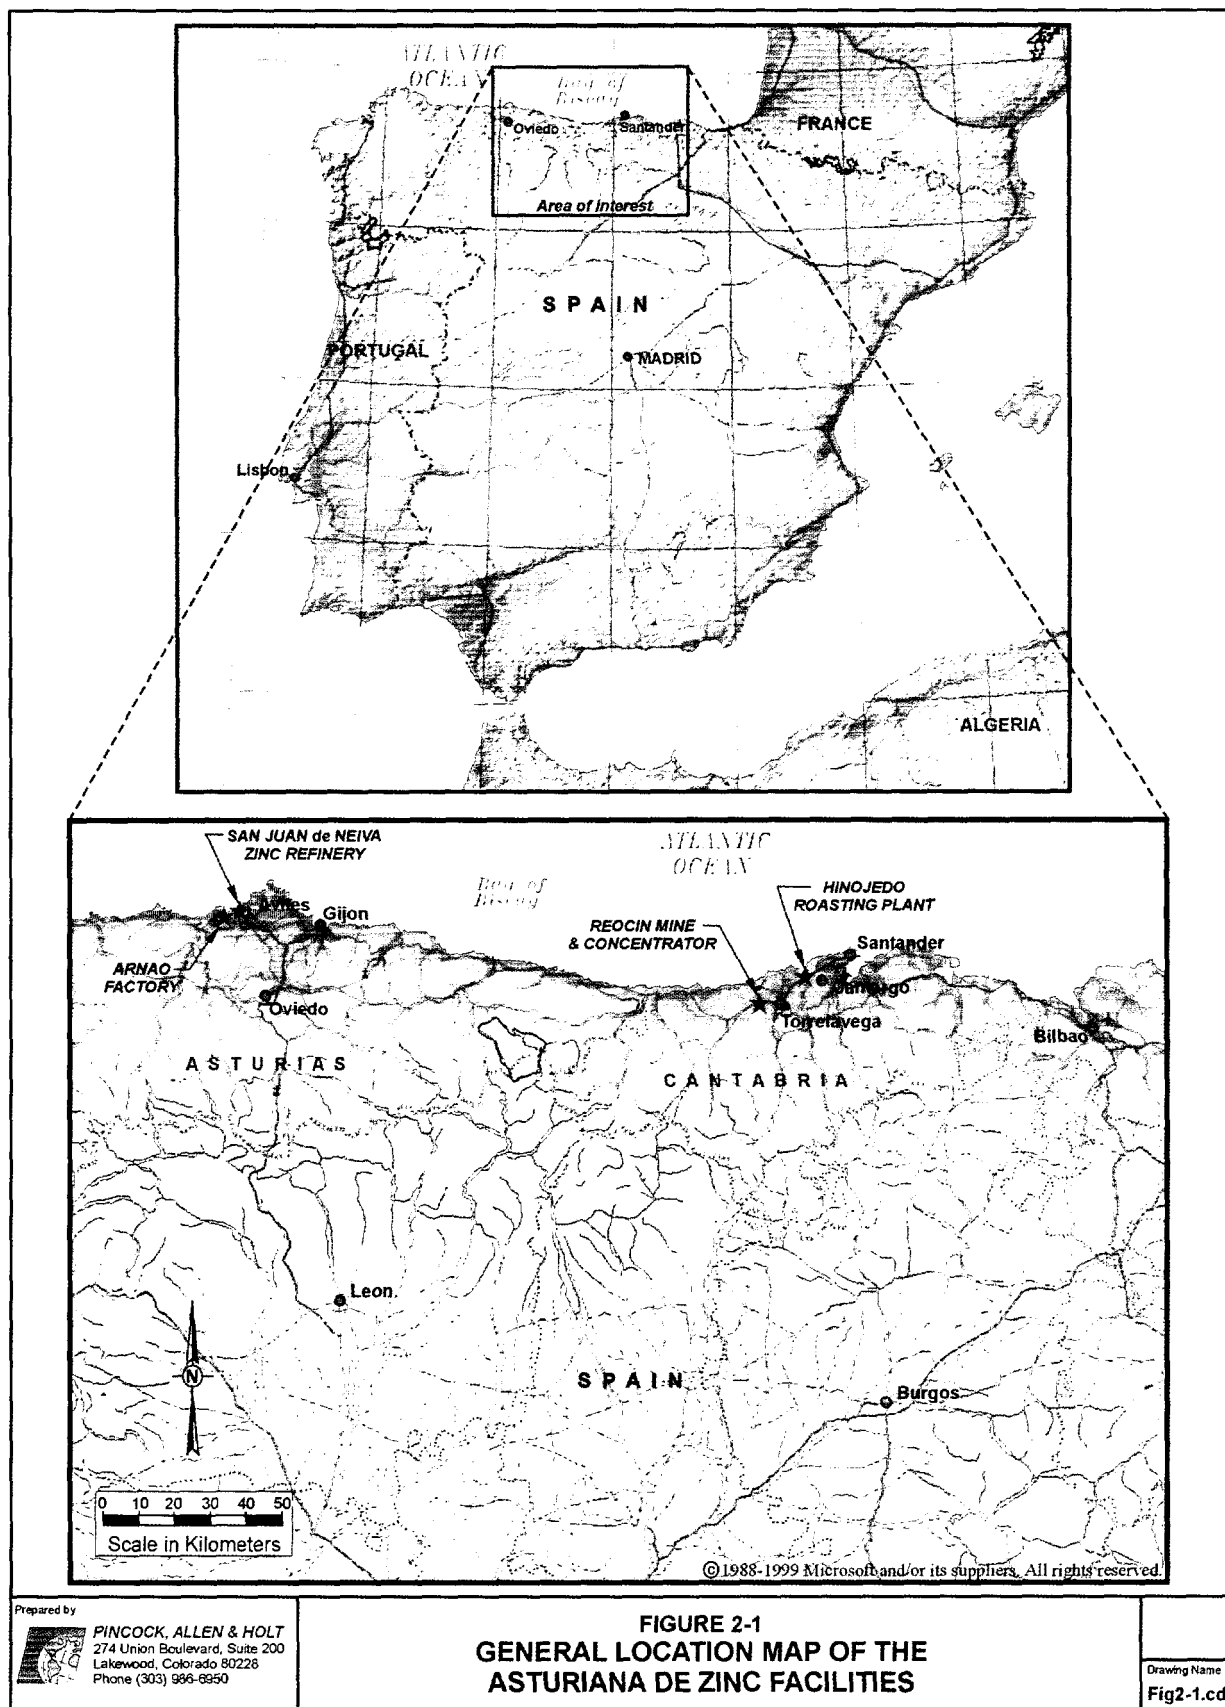 ATLANTIC
OCEAN
Bay of
Biscay
Oviedo
Santander
FRANCE
Area of interest
SPAIN
PORTUGAL
MADRID
Lisbon
ALGERIA
SAN JUAN de NEIVA
ZINC REFINERY
ATLANTIC
OCEAN
Bay of
Biscay
HINOJEDO
ROASTING PLANT
Aviles
Gijon
REOCIN MINE
& CONCENTRATOR
Santander
ARNAO
FACTORY
Oviedo
Camargo
Torrelavega
Bilbao
ASTURIAS
CANTABRIA
Leon
N
SPAIN
Burgos
0 10 20 30 40 50
Scale in Kilometers
©1988-1999 Microsoft and/or its suppliers. All rights reserved.
Prepared by
PINCOCK, ALLEN & HOLT
274 Union Boulevard, Suite 200
Lakewood, Colorado 80228
Phone (303) 986-6950
FIGURE 2-1
GENERAL LOCATION MAP OF THE
ASTURIANA DE ZINC FACILITIES
Drawing Name
Fig2-1.cd